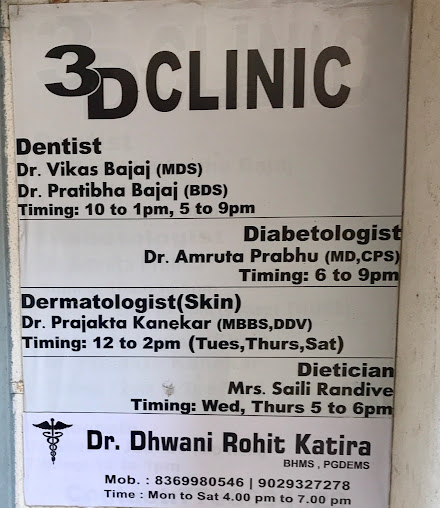 3D CLINIC
Dentist
Dr. Vikas Bajaj (MDS)
Dr. Pratibha Bajaj (BDS)
Timing: 10 to 1pm, 5 to 9pm
Diabetologist
Dr. Amruta Prabhu (MD,CPS)
Timing: 6 to 9pm
Dermatologist(Skin)
Dr. Prajakta Kanekar (MBBS,DDV)
Timing: 12 to 2pm (Tues,Thurs,Sat)
Dietician
Mrs. Saili Randive
Timing: Wed, Thurs 5 to 6pm
Dr. Dhwani Rohit Katira
BHMS , PGDEMS
Mob. : 8369980546 | 9029327278
Time : Mon to Sat 4.00 pm to 7.00 pm